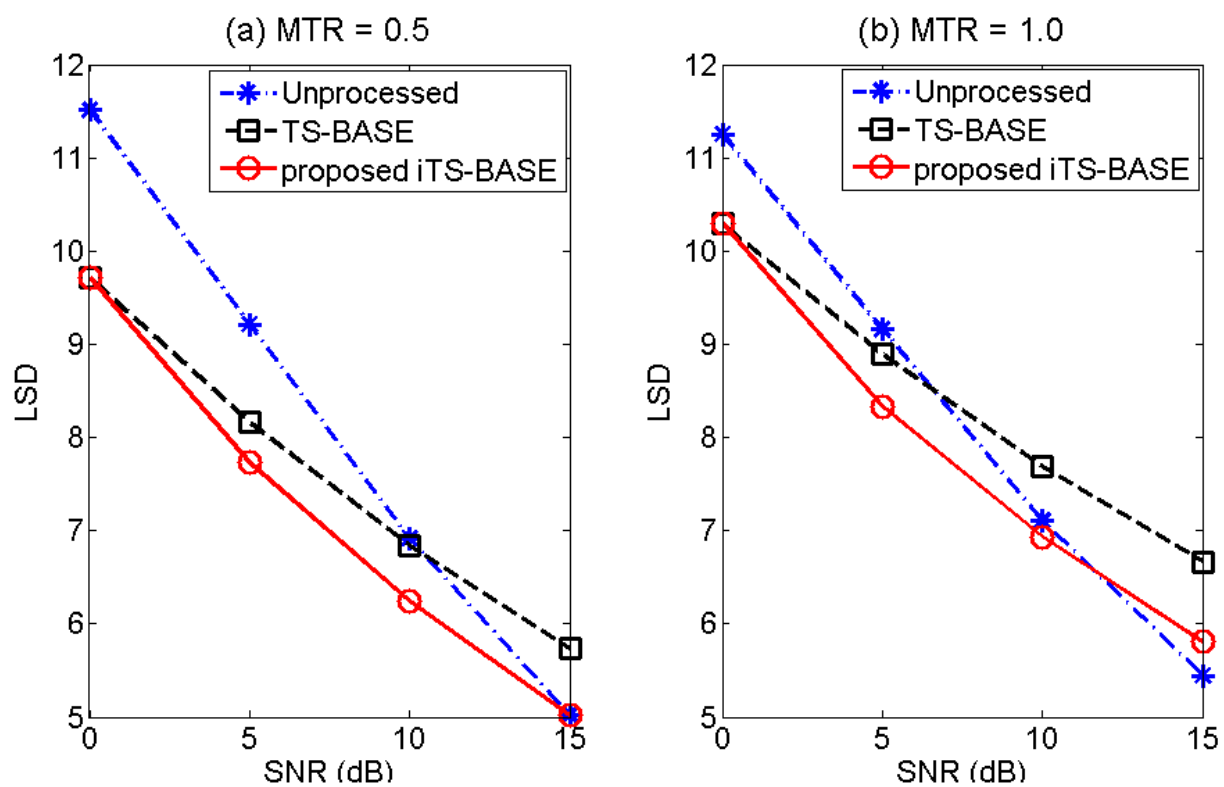 (a) MTR = 0.5
12
11
10
9
8
7
6
5
LSD
0
5
10
15
SNR (dB)
Unprocessed
TS-BASE
proposed iTS-BASE
(b) MTR = 1.0
12
11
10
9
8
7
6
5
LSD
0
5
10
15
SNR (dB)
Unprocessed
TS-BASE
proposed iTS-BASE